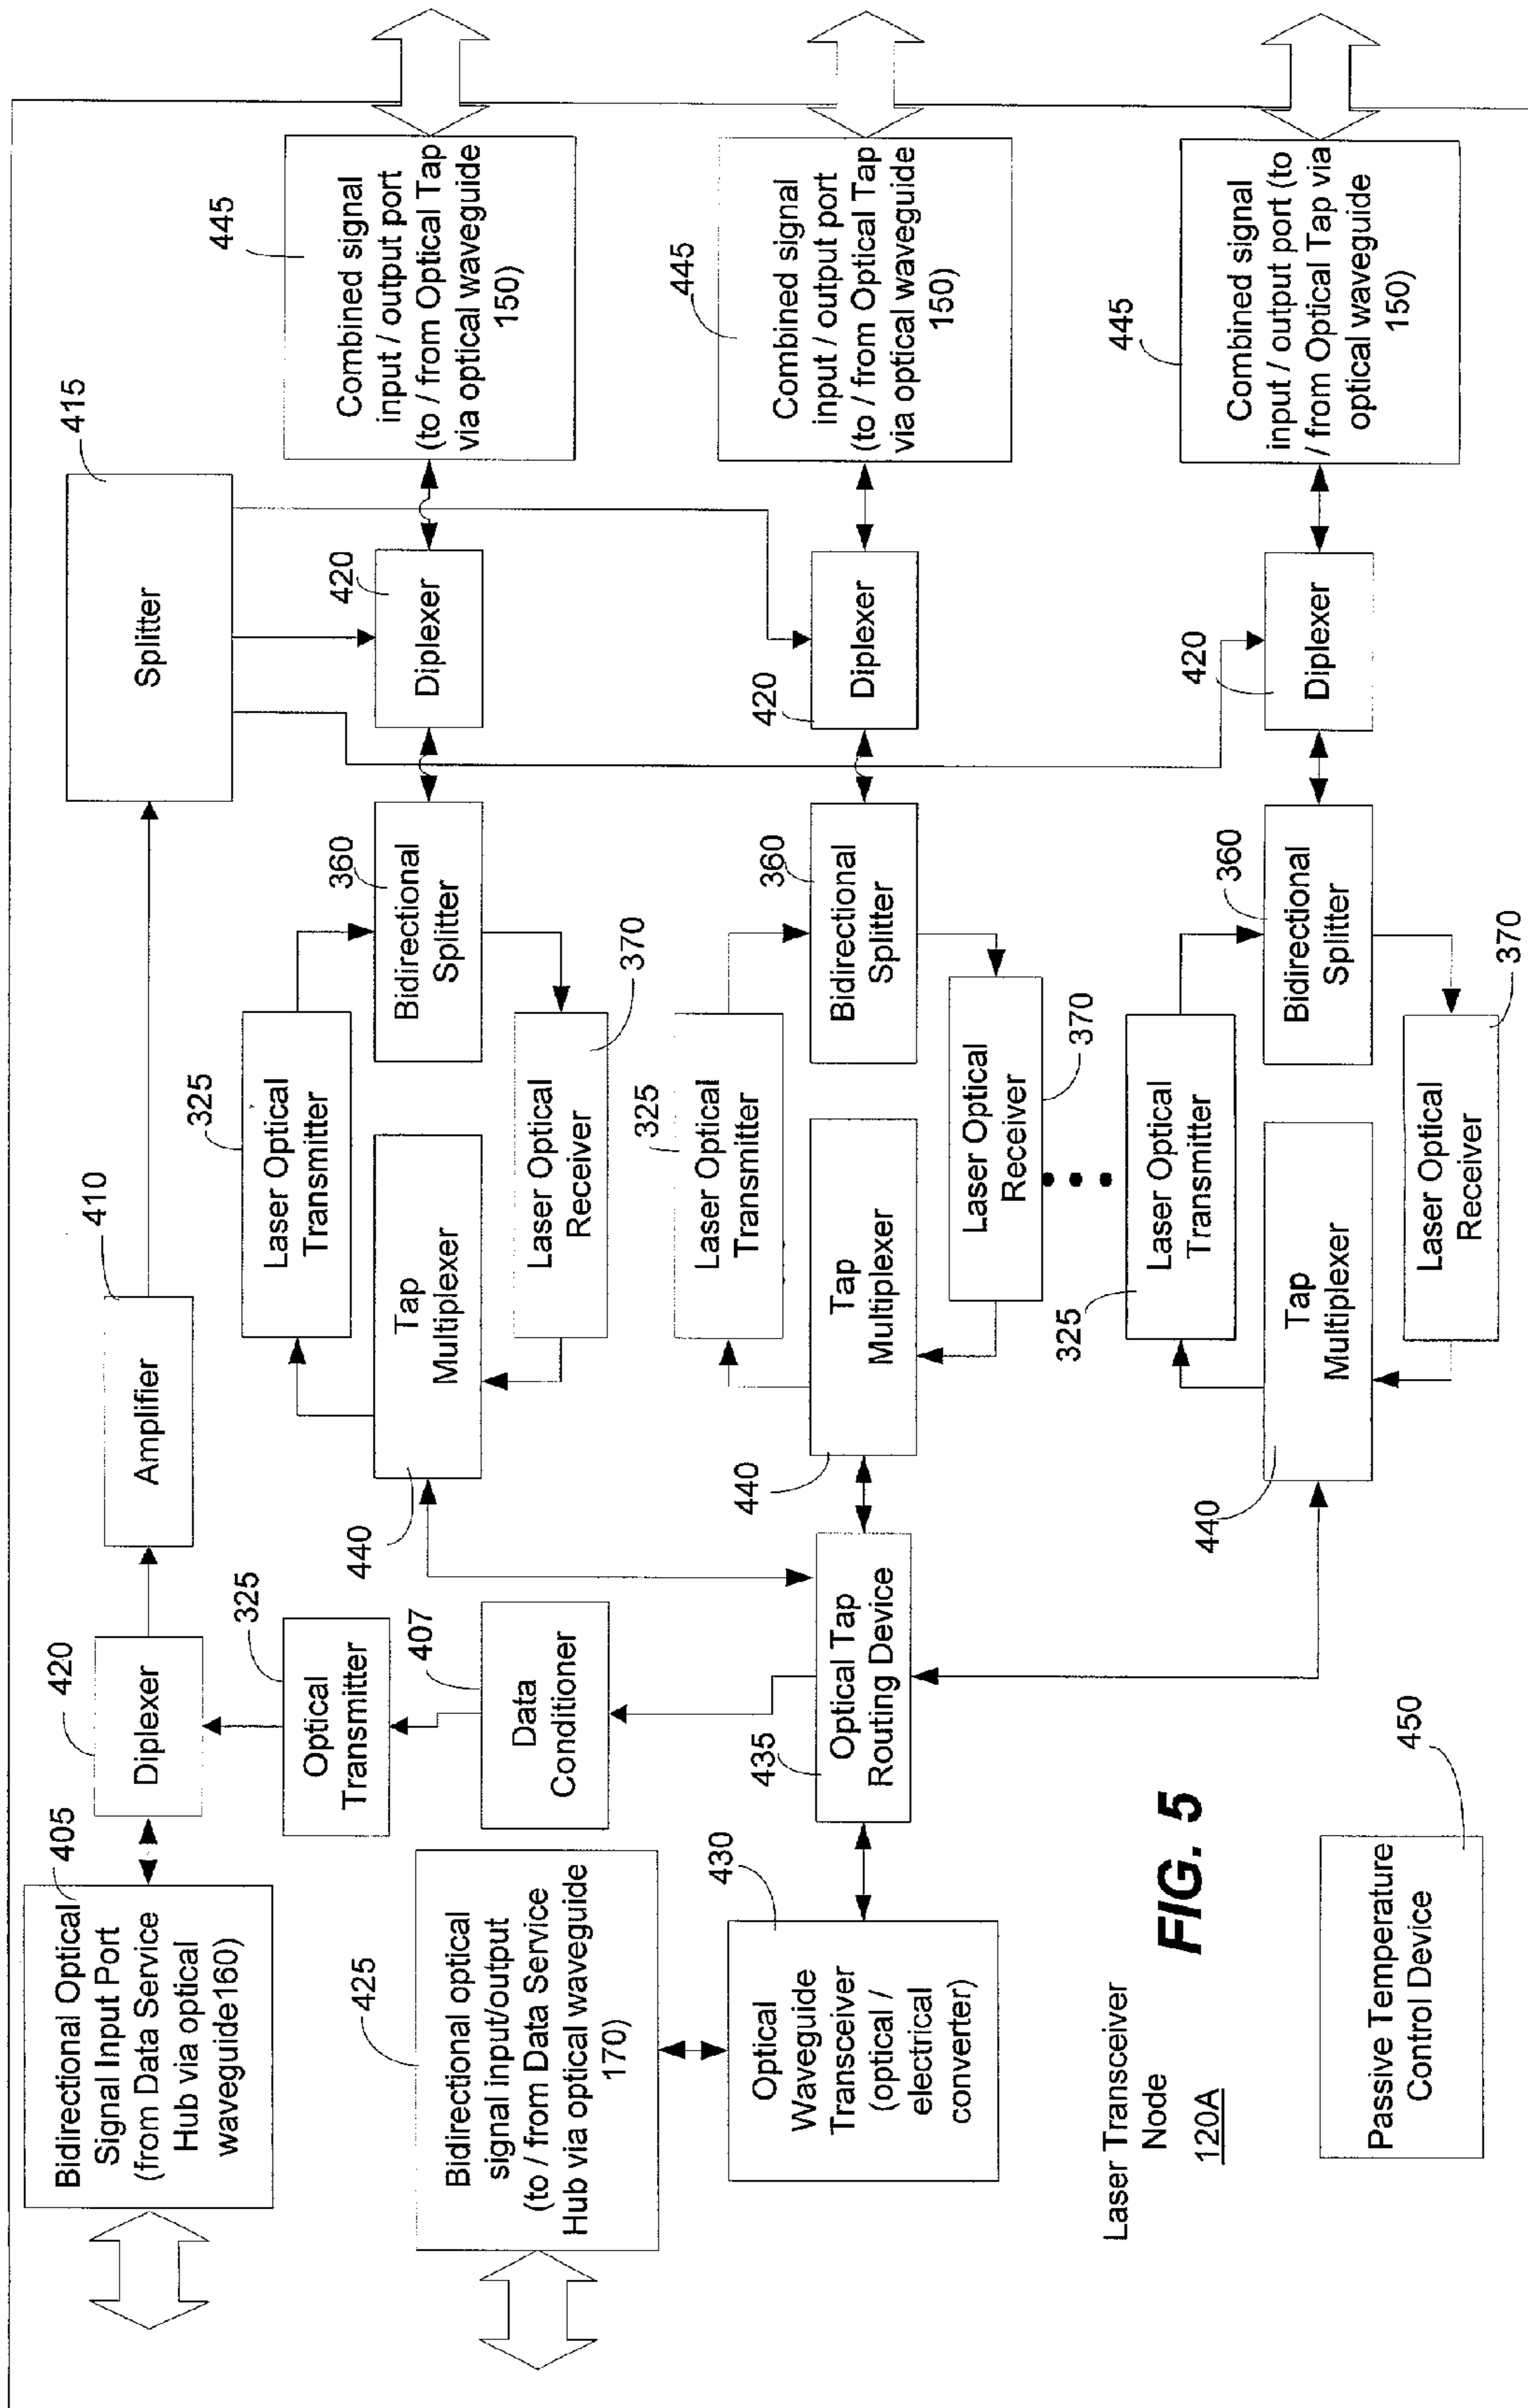 405
Bidirectional Optical
Signal Input Port
(from Data Service
Hub via optical
waveguide160)
420
Diplexer
410
Amplifier
415
Splitter
325
Optical
Transmitter
407
Data
Conditioner
425
Bidirectional optical
signal input/output
(to / from Data Service
Hub via optical waveguide
170)
430
Optical
Waveguide
Transceiver
(optical /
electrical
converter)
435
Optical Tap
Routing Device
440
Tap
Multiplexer
325
Laser Optical
Transmitter
Laser Optical
Receiver
370
360
Bidirectional
Splitter
420
Diplexer
445
Combined signal
input / output port
(to / from Optical Tap
via optical waveguide
150)
440
Tap
Multiplexer
325
Laser Optical
Transmitter
Laser Optical
Receiver
370
360
Bidirectional
Splitter
420
Diplexer
445
Combined signal
input / output port
(to / from Optical Tap
via optical waveguide
150)
440
Tap
Multiplexer
325
Laser Optical
Transmitter
Laser Optical
Receiver
370
360
Bidirectional
Splitter
420
Diplexer
445
Combined signal
input / output port (to
/ from Optical Tap via
optical waveguide
150)
Laser Transceiver
Node
120A
FIG. 5
450
Passive Temperature
Control Device